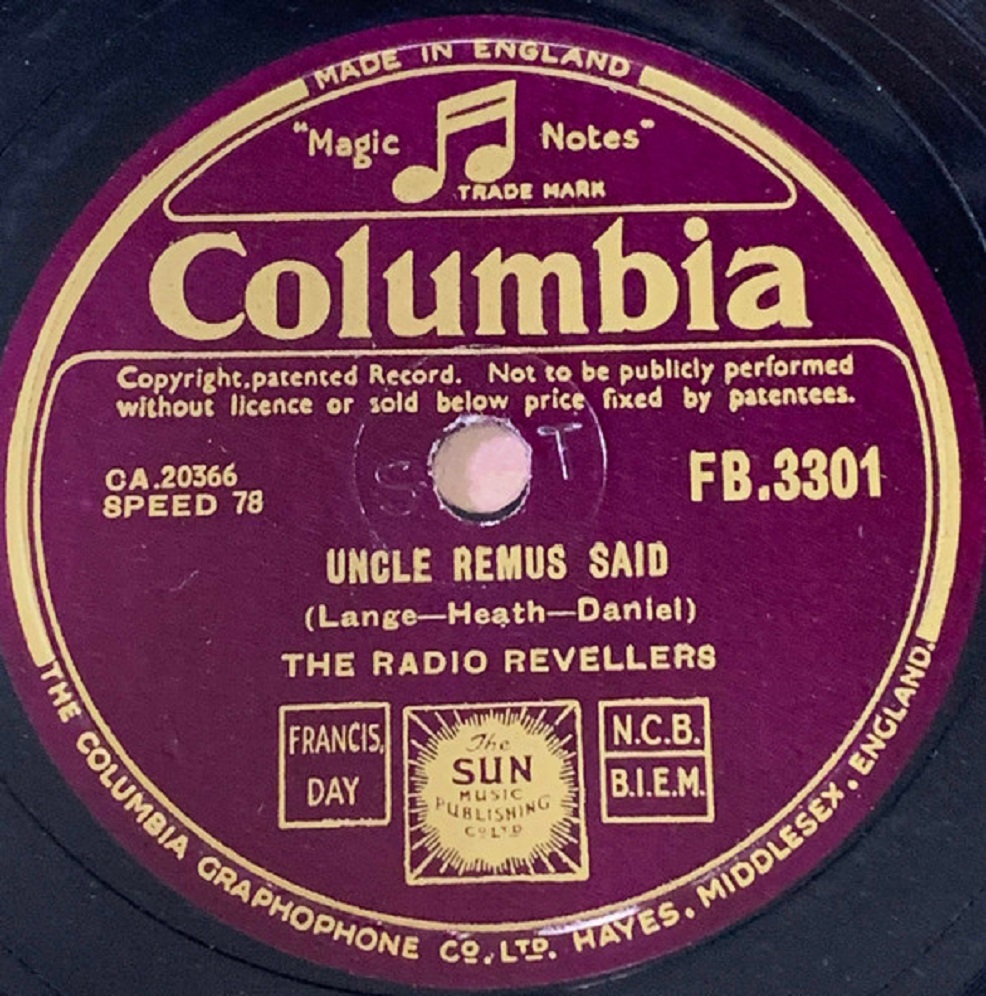 MADE IN ENGLAND
"Magic Notes"
TRADE MARK
Columbia
Copyright, patented Record. Not to be publicly performed
without licence or sold below price fixed by patentees.
CA.20366
SPEED 78
FB.3301
UNCLE REMUS SAID
(Lange—Heath—Daniel)
THE RADIO REVELLERS
FRANCIS,
DAY
The
SUN
MUSIC
PUBLISHING
CO LTD
N.C.B.
B.I.E.M.
THE COLUMBIA GRAPHOPHONE CO., LTD. HAYES, MIDDLESEX, ENGLAND.